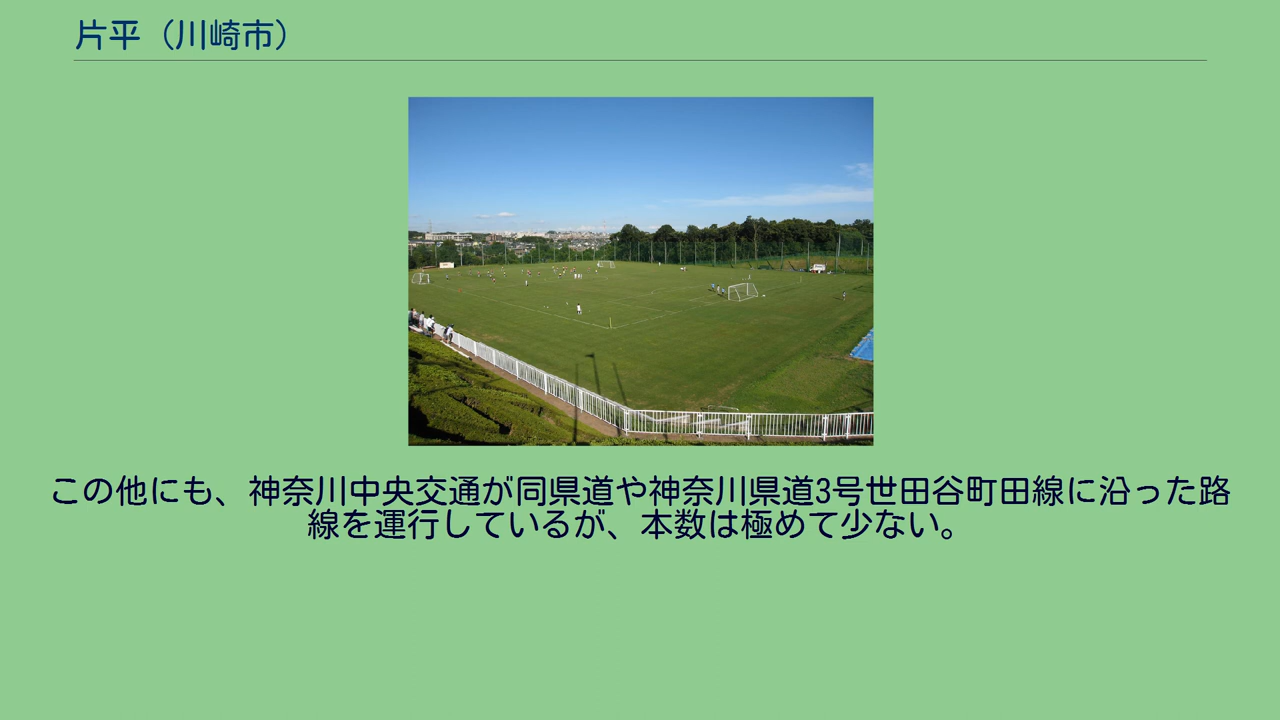 片平（川崎市）
この他にも、神奈川中央交通が同県道や神奈川県道3号世田谷町田線に沿った路
線を運行しているが、本数は極めて少ない。